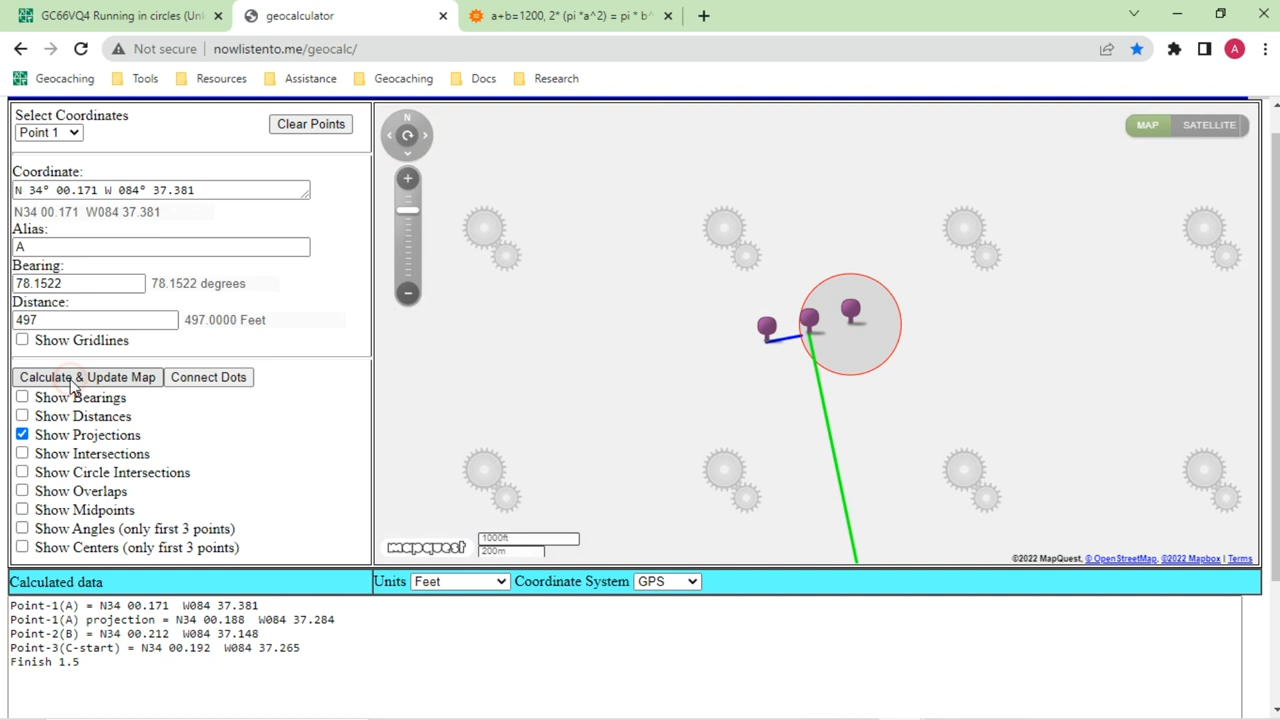 GC66VQ4 Running in circles (Unk
geocalculator
a+b=1200, 2* (pi *a^2) = pi * b^
Not secure
nowlistento.me/geocalc/
A
Geocaching
Tools
Resources
Assistance
Geocaching
Docs
Research
Select Coordinates
Point 1
Clear Points
Coordinate:
N 34° 00.171 W 084° 37.381
N34 00.171 W084 37.381
Alias:
A
Bearing:
78.1522
78.1522 degrees
Distance:
497
497.0000 Feet
Show Gridlines
Calculate & Update Map
Connect Dots
Show Bearings
Show Distances
Show Projections
Show Intersections
Show Circle Intersections
Show Overlaps
Show Midpoints
Show Angles (only first 3 points)
Show Centers (only first 3 points)
N
MAP
SATELLITE
mapquest
1000ft
200m
©2022 MapQuest, © OpenStreetMap, ©2022 Mapbox | Terms
Calculated data
Units
Feet
Coordinate System
GPS
Point-1(A) = N34 00.171 W084 37.381
Point-1(A) projection = N34 00.188 W084 37.284
Point-2(B) = N34 00.212 W084 37.148
Point-3(C-start) = N34 00.192 W084 37.265
Finish 1.5